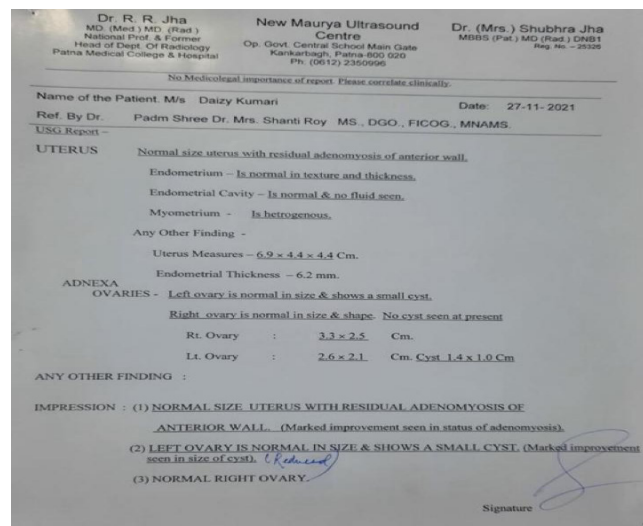 Dr. R. R. Jha
MD. (Med.) MD. (Rad.)
National Prof. & Former
Head of Dept. Of Radiology
Patna Medical College & Hospital
New Maurya Ultrasound
Centre
Op. Govt. Central School Main Gate
Kankarbagh, Patna-800 020
Ph: (0612) 2350996
Dr. (Mrs.) Shubhra Jha
MBBS (Pat.) MD (Rad.) DNB1
Reg. No. – 25326
No Medicolegal importance of report. Please correlate clinically.
Name of the Patient. M/s Daizy Kumari Date: 27-11- 2021
Ref. By Dr. Padm Shree Dr. Mrs. Shanti Roy MS., DGO., FICOG., MNAMS.
USG Report –
UTERUS Normal size uterus with residual adenomyosis of anterior wall.
Endometrium – Is normal in texture and thickness.
Endometrial Cavity – Is normal & no fluid seen.
Myometrium - Is hetrogenous.
Any Other Finding -
Uterus Measures – 6.9 × 4.4 × 4.4 Cm.
Endometrial Thickness – 6.2 mm.
ADNEXA
OVARIES - Left ovary is normal in size & shows a small cyst.
Right ovary is normal in size & shape. No cyst seen at present
Rt. Ovary : 3.3 × 2.5 Cm.
Lt. Ovary : 2.6 × 2.1 Cm. Cyst 1.4 x 1.0 Cm
ANY OTHER FINDING :
IMPRESSION : (1) NORMAL SIZE UTERUS WITH RESIDUAL ADENOMYOSIS OF
ANTERIOR WALL. (Marked improvement seen in status of adenomyosis).
(2) LEFT OVARY IS NORMAL IN SIZE & SHOWS A SMALL CYST. (Marked improvement
seen in size of cyst). (Reduced)
(3) NORMAL RIGHT OVARY.
Signature